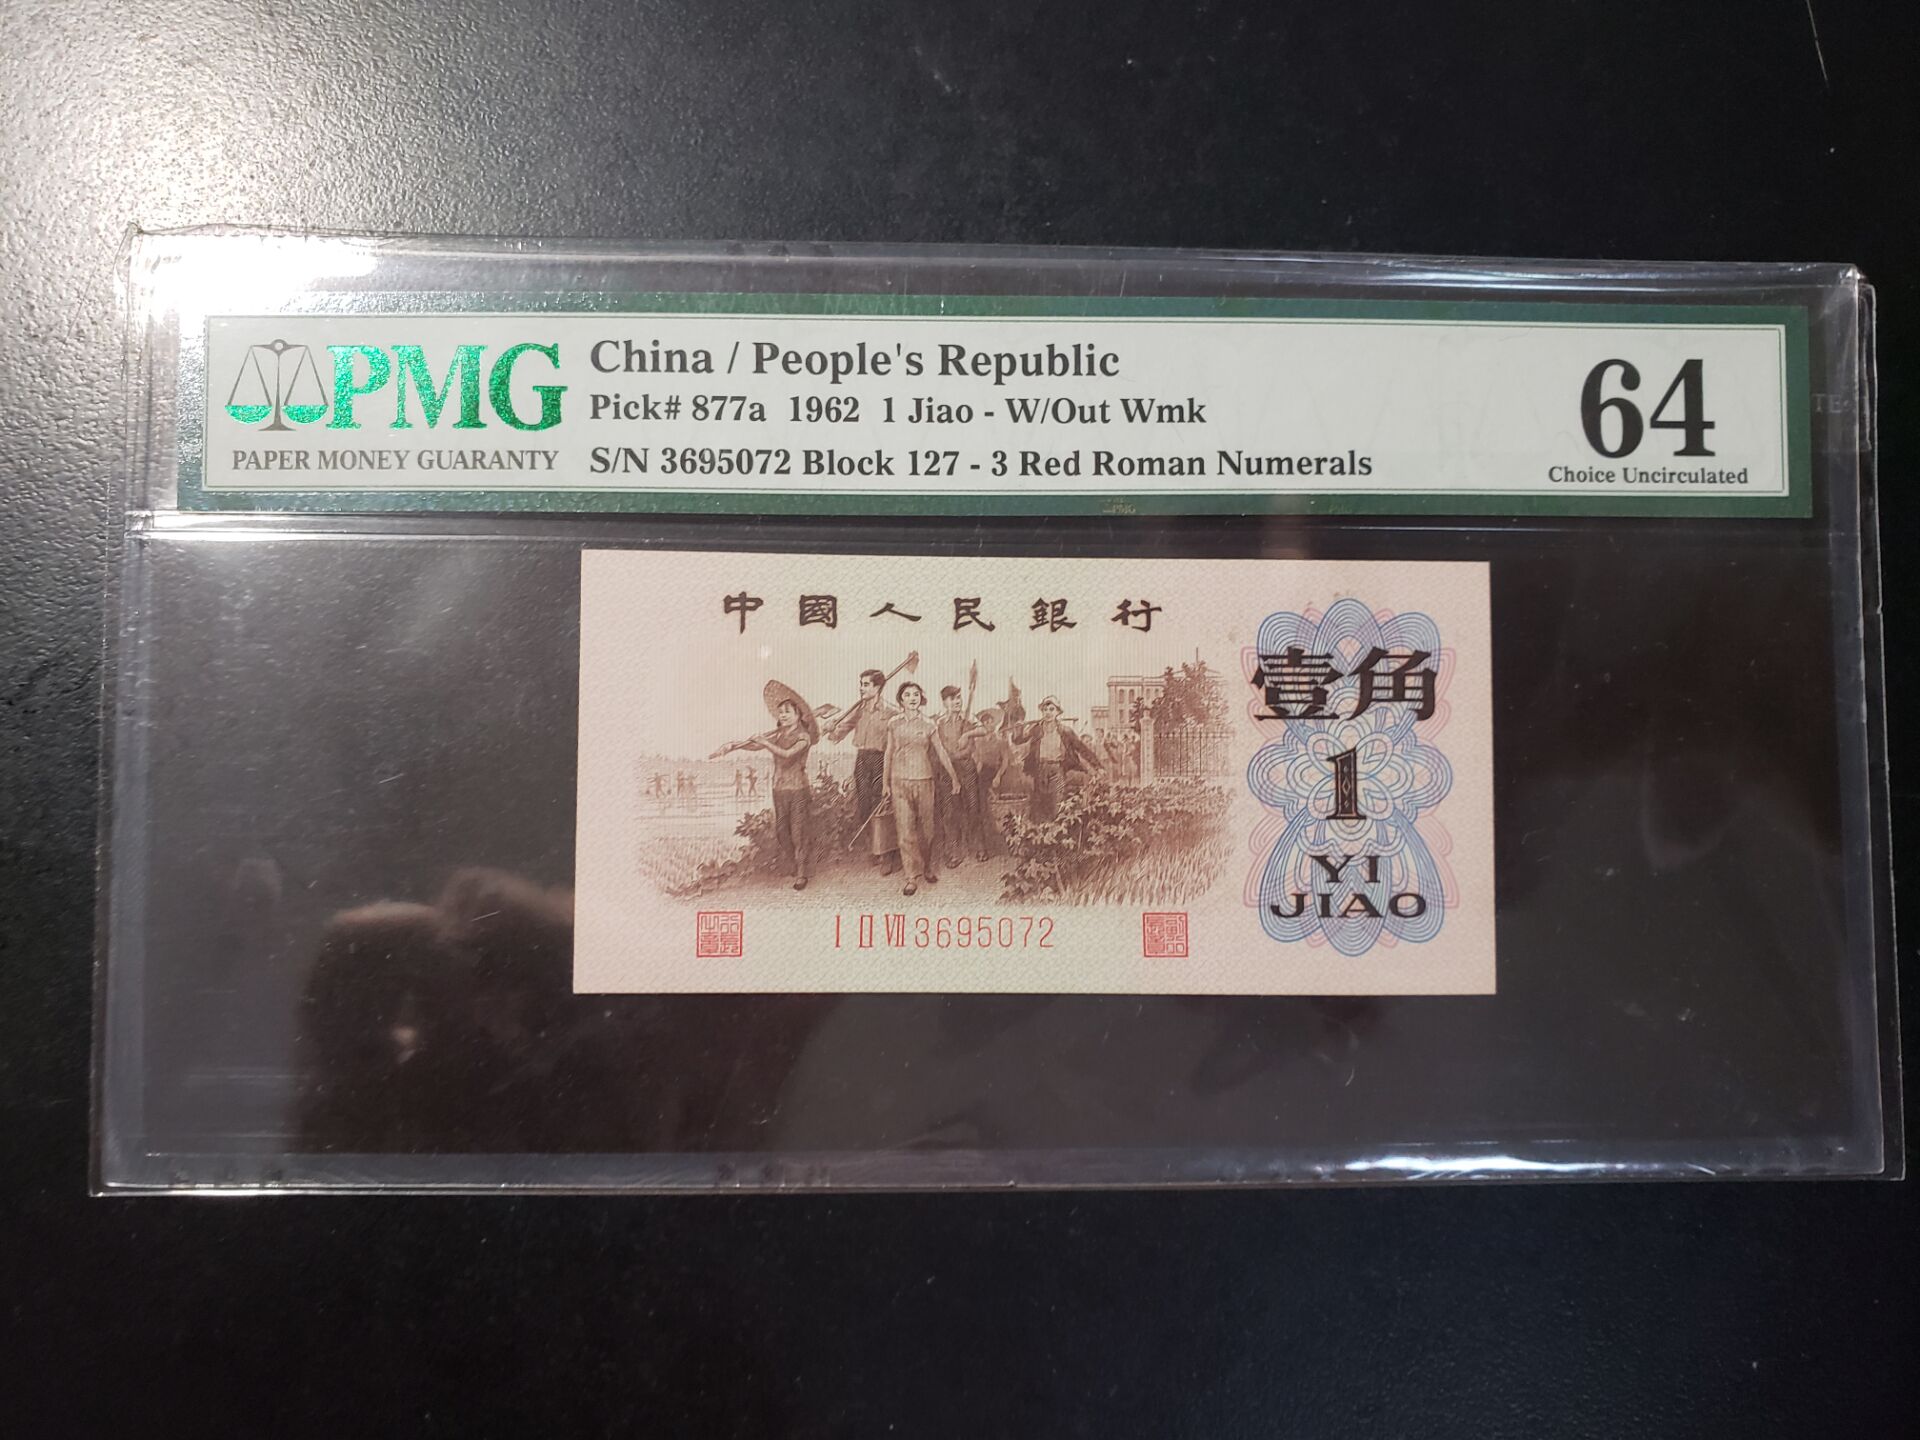 PMG
PAPER MONEY GUARANTY
China / People's Republic
Pick# 877a 1962 1 Jiao - W/Out Wmk
S/N 3695072 Block 127 - 3 Red Roman Numerals
64
Choice Uncirculated
中國人民銀行
壹角
1
YI
JIAO
I II VII 3695072